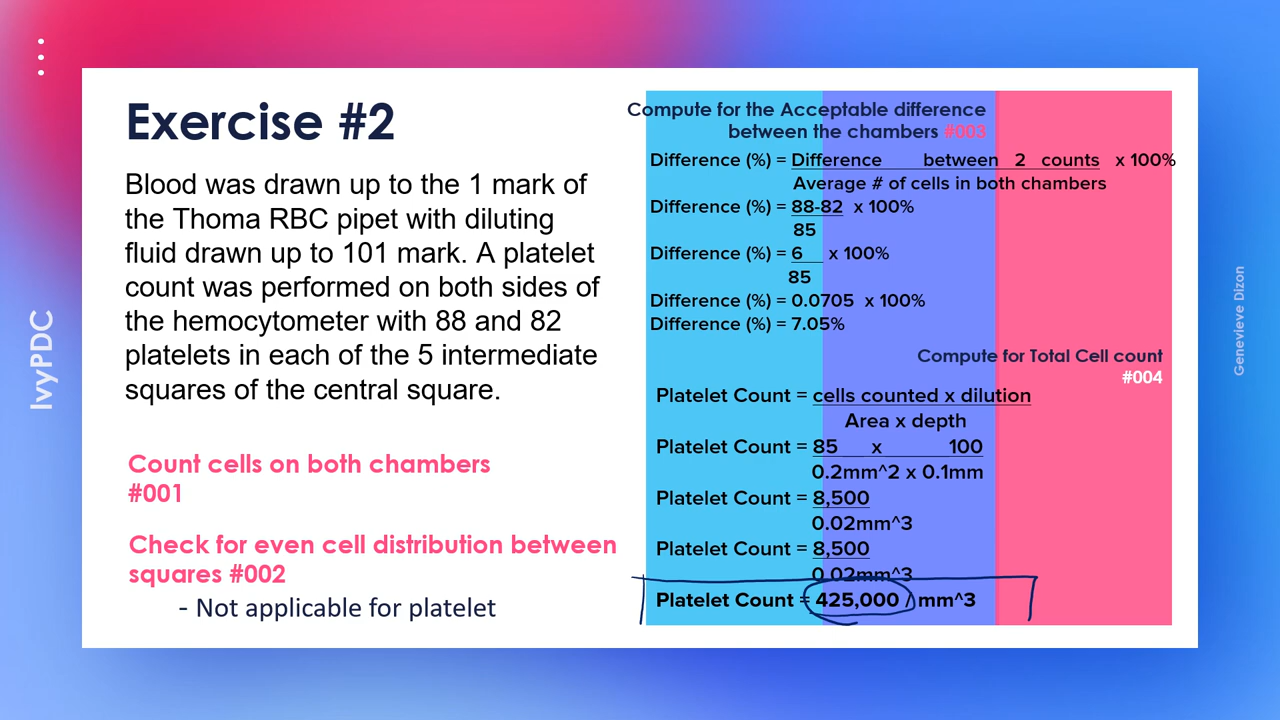 Exercise #2
Blood was drawn up to the 1 mark of
the Thoma RBC pipet with diluting
fluid drawn up to 101 mark. A platelet
count was performed on both sides of
the hemocytometer with 88 and 82
platelets in each of the 5 intermediate
squares of the central square.
Count cells on both chambers
#001
Check for even cell distribution between
squares #002
- Not applicable for platelet
Compute for the Acceptable difference
between the chambers #003
Difference (%) = Difference between 2 counts x 100%
Average # of cells in both chambers
Difference (%) = 88-82 x 100%
85
Difference (%) = 6 x 100%
85
Difference (%) = 0.0705 x 100%
Difference (%) = 7.05%
Compute for Total Cell count
#004
Platelet Count = cells counted x dilution
Area x depth
Platelet Count = 85 x 100
0.2mm^2 x 0.1mm
Platelet Count = 8,500
0.02mm^3
Platelet Count = 8,500
0.02mm^3
Platelet Count = 425,000 / mm^3
IvyPDC
Genevieve Dizon